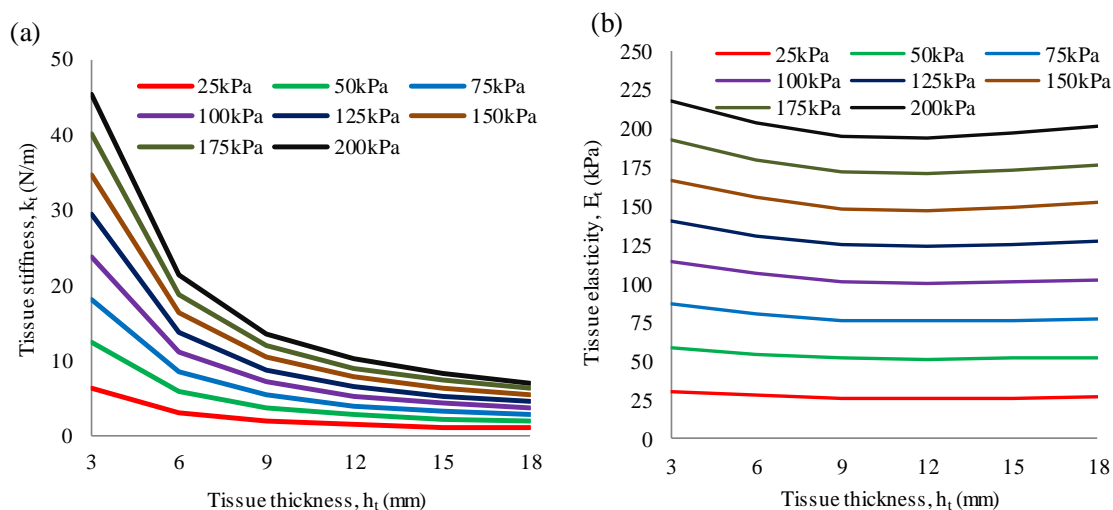 (a)
50
40
30
20
10
0
Tissue stiffness, kₜ (N/m)
25kPa 50kPa 75kPa
100kPa 125kPa 150kPa
175kPa 200kPa
3 6 9 12 15 18
Tissue thickness, hₜ (mm)
(b)
250
225
200
175
150
125
100
75
50
25
0
Tissue elasticity, Eₜ (kPa)
25kPa 50kPa 75kPa
100kPa 125kPa 150kPa
175kPa 200kPa
3 6 9 12 15 18
Tissue thickness, hₜ (mm)